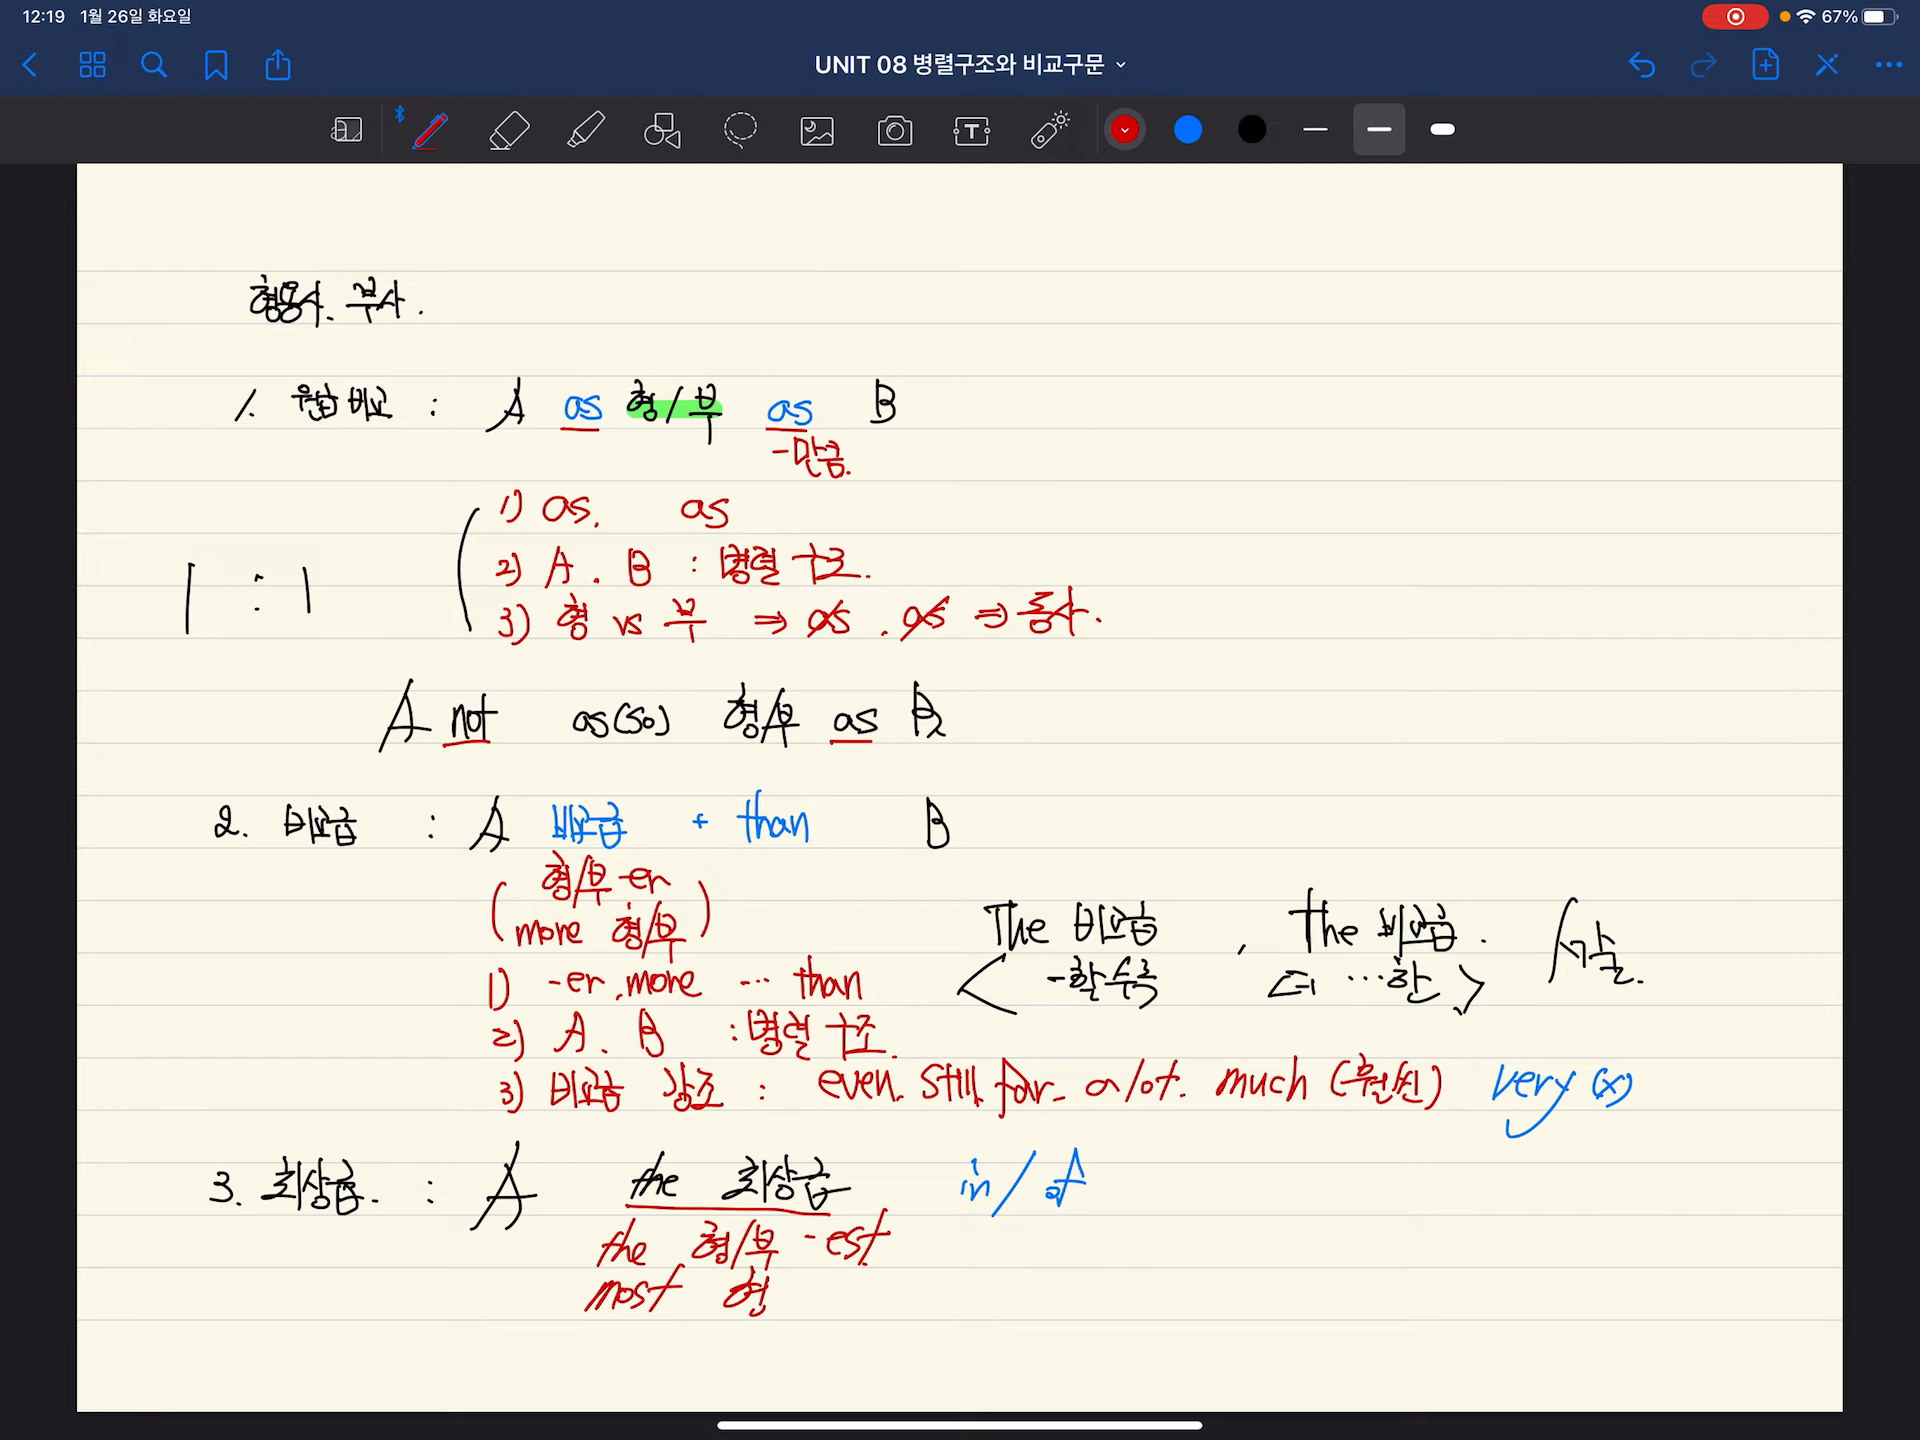 12:19 1월 26일 화요일
67%
UNIT 08 병렬구조와 비교구문
T
형용사. 부사.
1. 원급 비교 : A as 형/부 as B
-만큼.
1) as. as
1 : 1
2) A. B : 병렬 구조.
3) 형 vs 부 ⇒ as. as ⇒ 동사.
A not as(so) 형/부 as B
2. 비교급 : A 비교급 + than B
( 형/부 -er
more 형/부 )
The 비교급, the 비교급.
-할수록 더 …한
1) -er. more … than
2) A. B : 병렬 구조.
3) 비교급 강조 : even. still. far. a lot. much (훨씬) very (x)
3. 최상급. : A the 최상급 in / of
the 형/부 -est
most 형